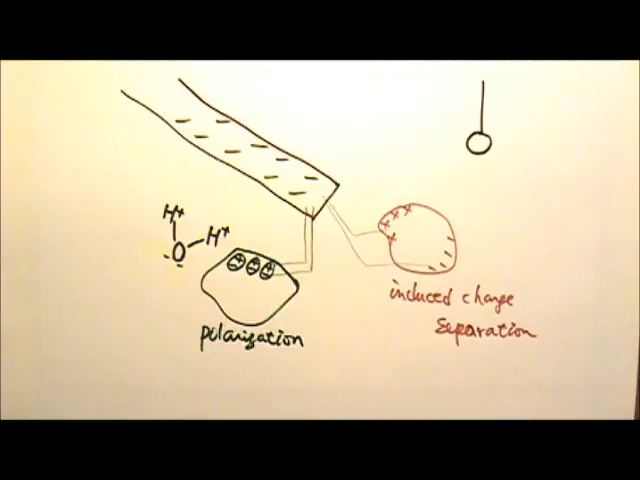 H+
H+
O
polarization
induced charge
separation